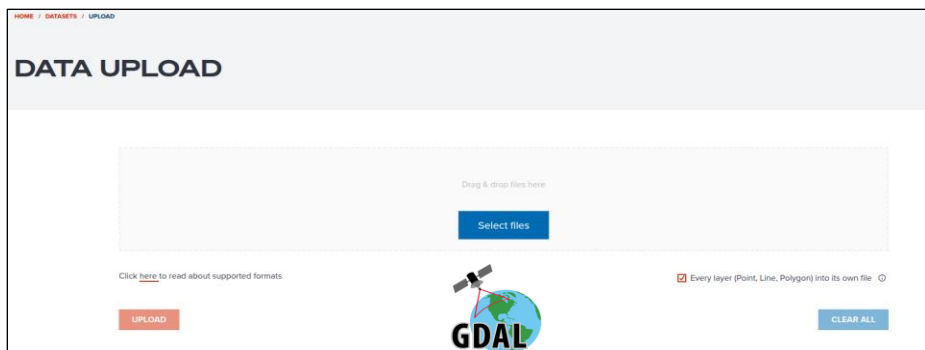 HOME / DATASETS / UPLOAD
DATA UPLOAD
Drag & drop files here
Select files
Click here to read about supported formats
Every layer (Point, Line, Polygon) into its own file
UPLOAD
GDAL
CLEAR ALL